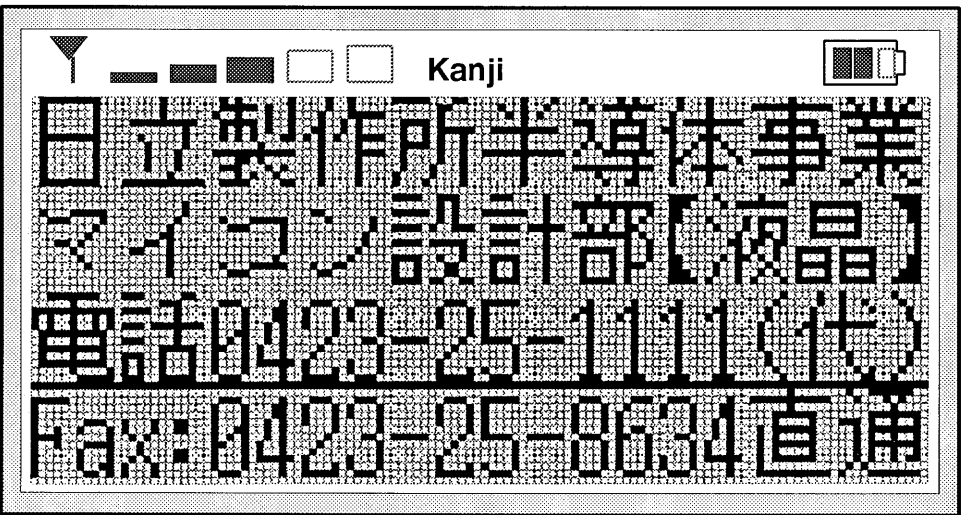 Kanji
日立製作所半導体事業
マイコン設計部【液晶】
電話0423-25-1111(代)
Fax:0423-25-8634直通